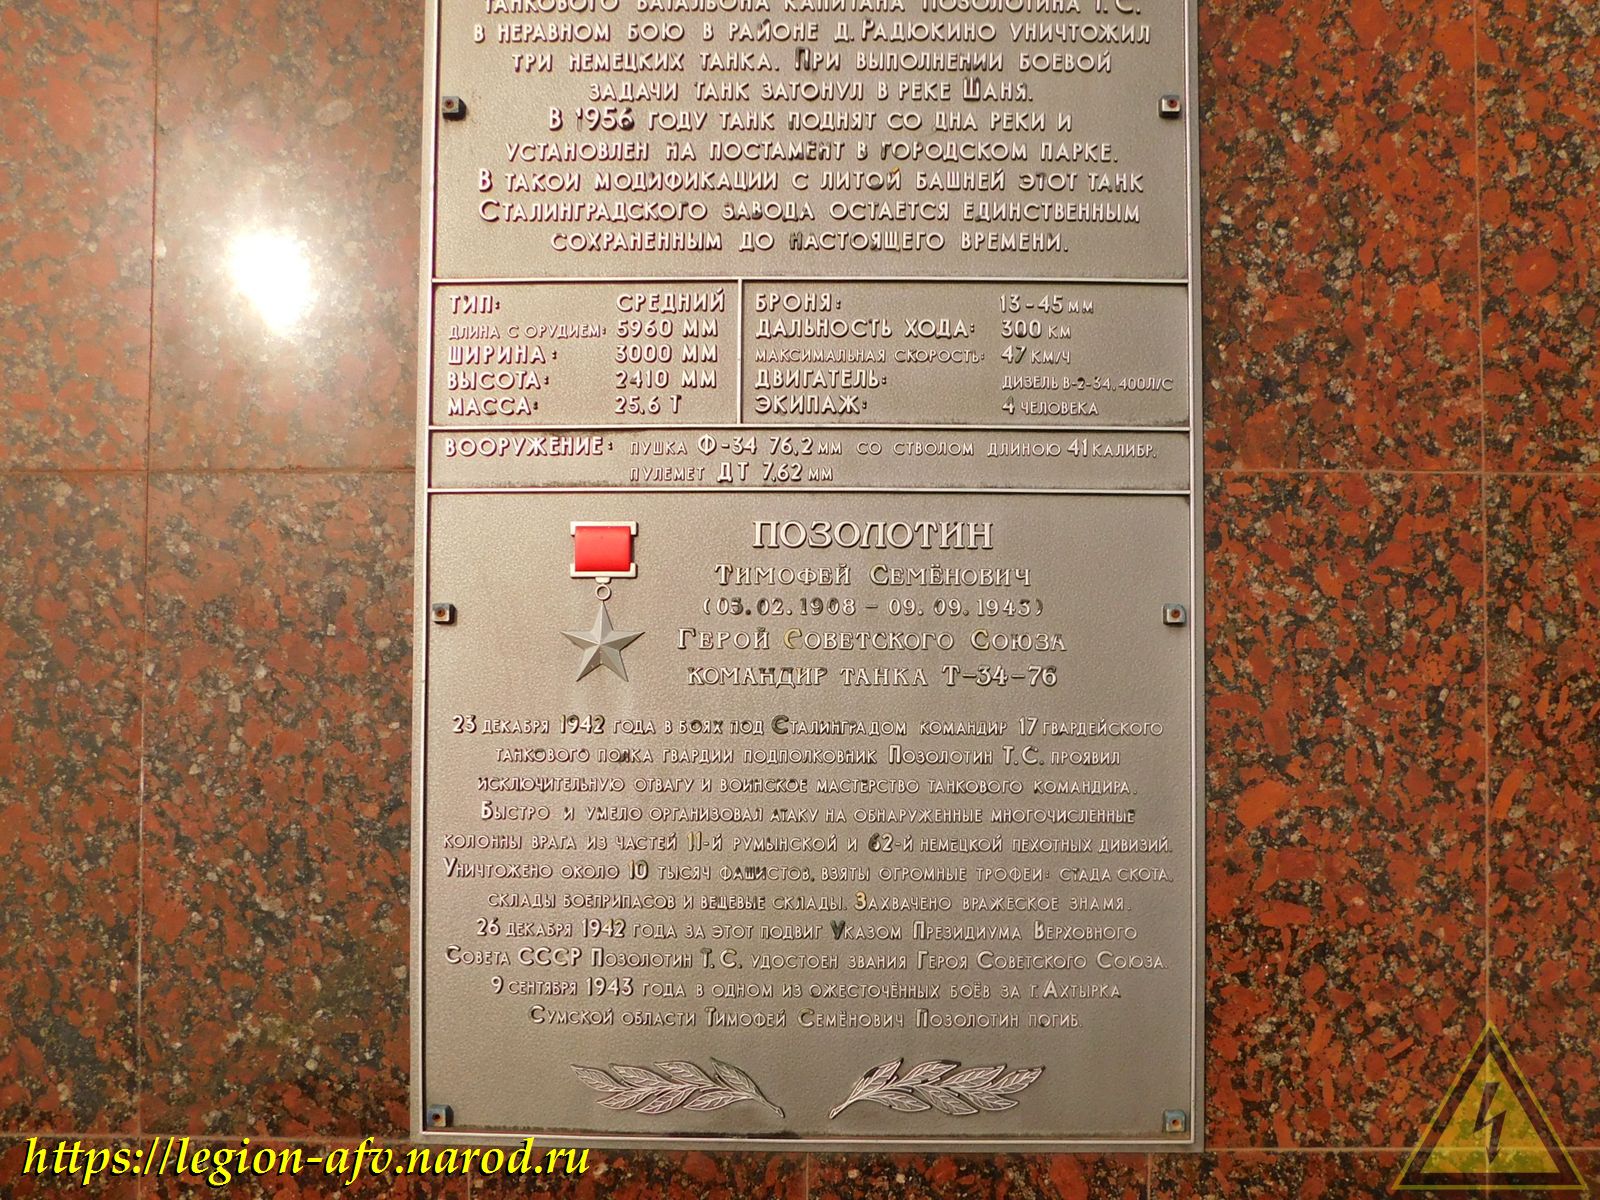 ТАНКОВОГО БАТАЛЬОНА КАПИТАНА ПОЗОЛОТИНА Т.С.
В НЕРАВНОМ БОЮ В РАЙОНЕ Д. РАДЮКИНО УНИЧТОЖИЛ
ТРИ НЕМЕЦКИХ ТАНКА. ПРИ ВЫПОЛНЕНИИ БОЕВОЙ
ЗАДАЧИ ТАНК ЗАТОНУЛ В РЕКЕ ШАНЯ.
В 1956 ГОДУ ТАНК ПОДНЯТ СО ДНА РЕКИ И
УСТАНОВЛЕН НА ПОСТАМЕНТ В ГОРОДСКОМ ПАРКЕ.
В ТАКОЙ МОДИФИКАЦИИ С ЛИТОЙ БАШНЕЙ ЭТОТ ТАНК
СТАЛИНГРАДСКОГО ЗАВОДА ОСТАЕТСЯ ЕДИНСТВЕННЫМ
СОХРАНЕННЫМ ДО НАСТОЯЩЕГО ВРЕМЕНИ.
ТИП: СРЕДНИЙ
ДЛИНА С ОРУДИЕМ: 5960 ММ
ШИРИНА: 3000 ММ
ВЫСОТА: 2410 ММ
МАССА: 25,6 Т
БРОНЯ: 13-45 ММ
ДАЛЬНОСТЬ ХОДА: 300 КМ
МАКСИМАЛЬНАЯ СКОРОСТЬ: 47 КМ/Ч
ДВИГАТЕЛЬ: ДИЗЕЛЬ В-2-34, 400Л/С
ЭКИПАЖ: 4 ЧЕЛОВЕКА
ВООРУЖЕНИЕ: ПУШКА Ф-34 76,2 ММ СО СТВОЛОМ ДЛИНОЮ 41 КАЛИБР,
ПУЛЕМЕТ ДТ 7,62 ММ
ПОЗОЛОТИН
ТИМОФЕЙ СЕМЁНОВИЧ
(03.02.1908 – 09.09.1943)
ГЕРОЙ СОВЕТСКОГО СОЮЗА
КОМАНДИР ТАНКА Т-34-76
23 ДЕКАБРЯ 1942 ГОДА В БОЯХ ПОД СТАЛИНГРАДОМ КОМАНДИР 17 ГВАРДЕЙСКОГО
ТАНКОВОГО ПОЛКА ГВАРДИИ ПОДПОЛКОВНИК ПОЗОЛОТИН Т.С. ПРОЯВИЛ
ИСКЛЮЧИТЕЛЬНУЮ ОТВАГУ И ВОИНСКОЕ МАСТЕРСТВО ТАНКОВОГО КОМАНДИРА.
БЫСТРО И УМЕЛО ОРГАНИЗОВАЛ АТАКУ НА ОБНАРУЖЕННЫЕ МНОГОЧИСЛЕННЫЕ
КОЛОННЫ ВРАГА ИЗ ЧАСТЕЙ 11-Й РУМЫНСКОЙ И 62-Й НЕМЕЦКОЙ ПЕХОТНЫХ ДИВИЗИЙ.
УНИЧТОЖЕНО ОКОЛО 10 ТЫСЯЧ ФАШИСТОВ, ВЗЯТЫ ОГРОМНЫЕ ТРОФЕИ: СТАДА СКОТА,
СКЛАДЫ БОЕПРИПАСОВ И ВЕЩЕВЫЕ СКЛАДЫ. ЗАХВАЧЕНО ВРАЖЕСКОЕ ЗНАМЯ.
26 ДЕКАБРЯ 1942 ГОДА ЗА ЭТОТ ПОДВИГ УКАЗОМ ПРЕЗИДИУМА ВЕРХОВНОГО
СОВЕТА СССР ПОЗОЛОТИН Т.С. УДОСТОЕН ЗВАНИЯ ГЕРОЯ СОВЕТСКОГО СОЮЗА.
9 СЕНТЯБРЯ 1943 ГОДА В ОДНОМ ИЗ ОЖЕСТОЧЁННЫХ БОЁВ ЗА Г. АХТЫРКА
СУМСКОЙ ОБЛАСТИ ТИМОФЕЙ СЕМЁНОВИЧ ПОЗОЛОТИН ПОГИБ.
https://legion-afv.narod.ru